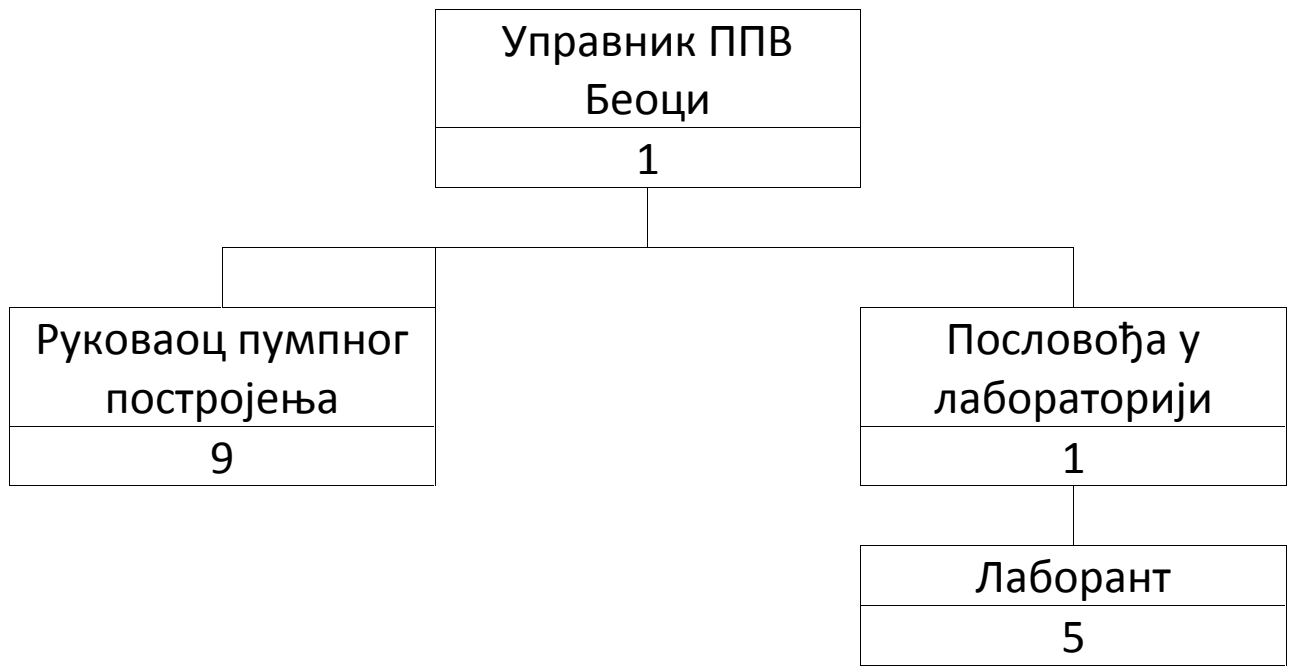 Управник ППВ
Беоци
1
Руковаоц пумпног
постројења
9
Пословођа у
лабораторији
1
Лаборант
5